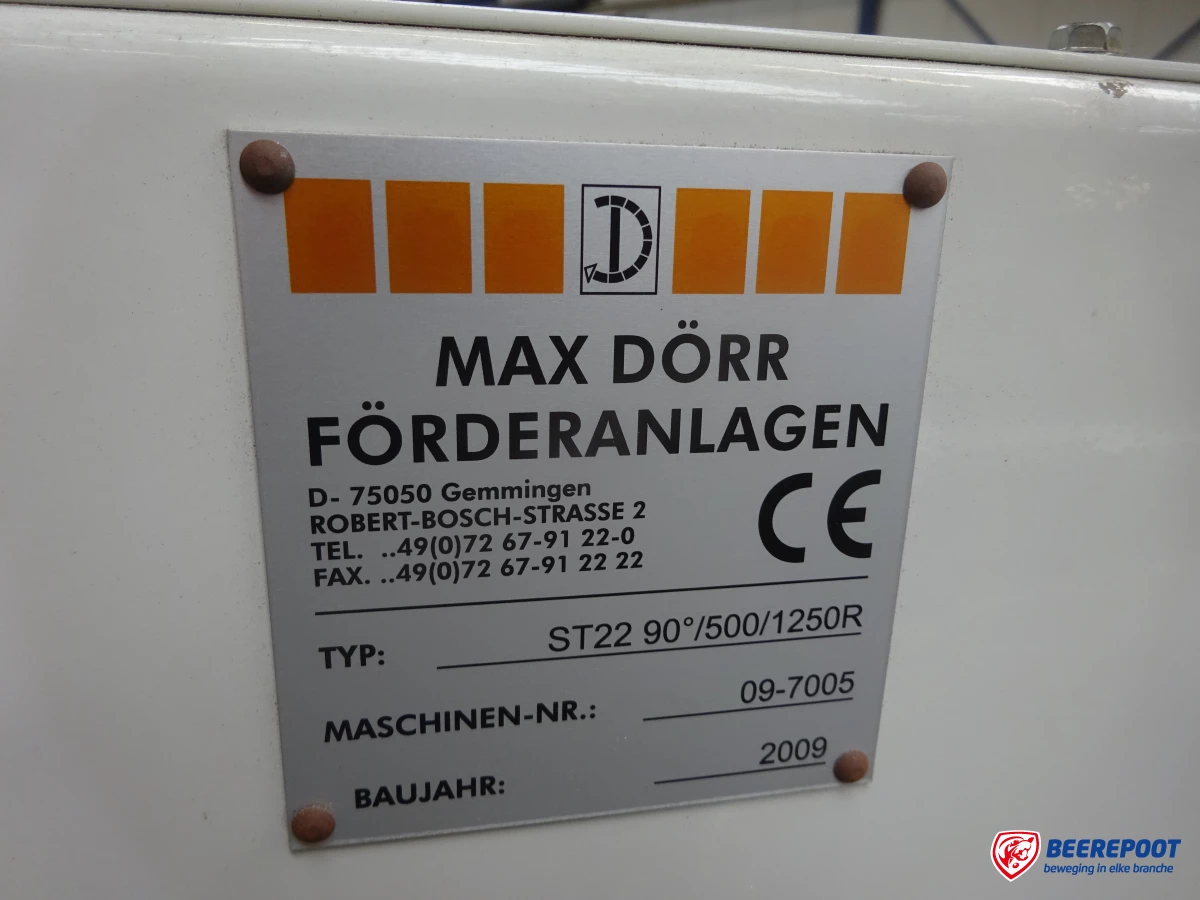 D
MAX DÖRR
FÖRDERANLAGEN
D- 75050 Gemmingen
ROBERT-BOSCH-STRASSE 2
TEL. ..49(0)72 67-91 22-0
FAX. ..49(0)72 67-91 22 22
CE
TYP: ST22 90°/500/1250R
MASCHINEN-NR.: 09-7005
BAUJAHR: 2009
BEEREPOOT
beweging in elke branche